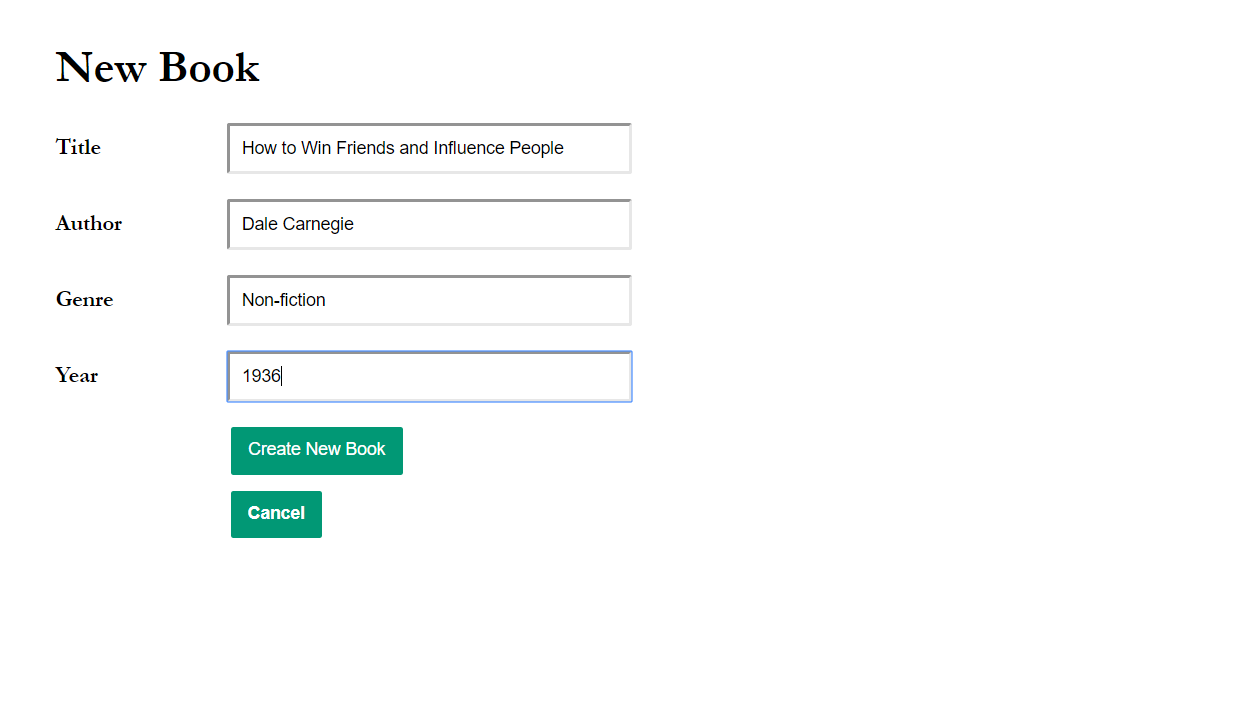 New Book
Title
How to Win Friends and Influence People
Author
Dale Carnegie
Genre
Non-fiction
Year
1936
Create New Book
Cancel